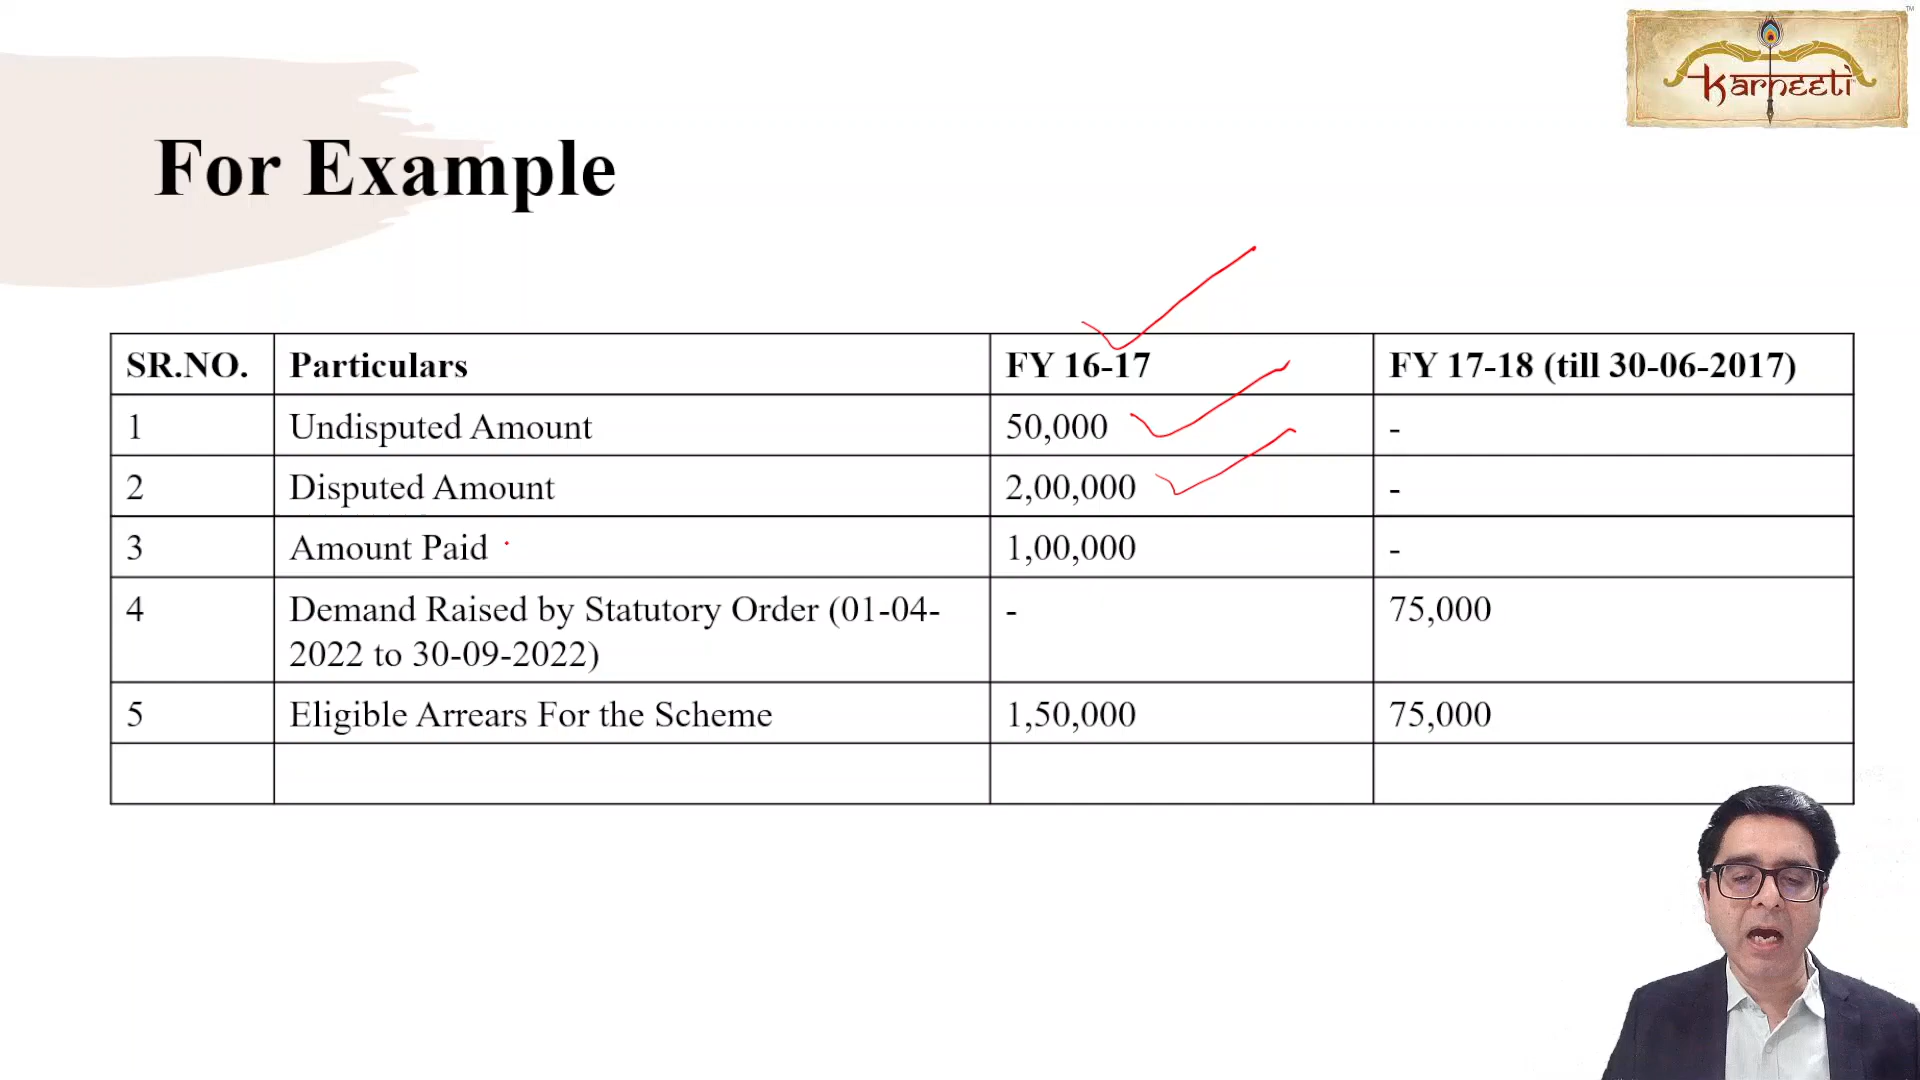 TM
Karneeti
For Example
SR.NO. Particulars FY 16-17 FY 17-18 (till 30-06-2017)
1 Undisputed Amount 50,000 -
2 Disputed Amount 2,00,000 -
3 Amount Paid 1,00,000 -
4 Demand Raised by Statutory Order (01-04- - 75,000
2022 to 30-09-2022)
5 Eligible Arrears For the Scheme 1,50,000 75,000